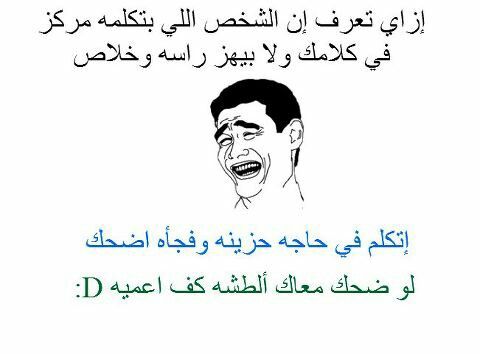 إزاي تعرف إن الشخص اللي بتكلمه مركز
في كلامك ولا بيهز راسه وخلاص
إتكلم في حاجه حزينه وفجأه اضحك
لو ضحك معاك ألطشه كف اعميه D: